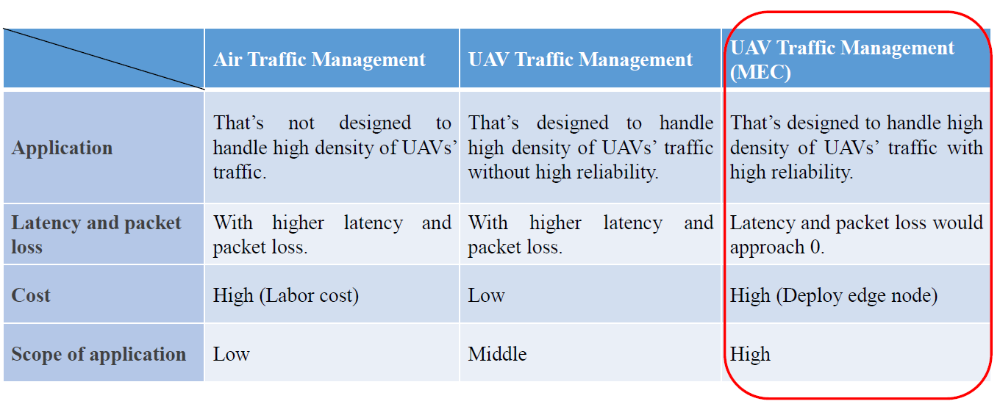 Air Traffic Management
UAV Traffic Management
UAV Traffic Management
(MEC)
Application
That’s not designed to
handle high density of UAVs’
traffic.
That’s designed to handle
high density of UAVs’ traffic
without high reliability.
That’s designed to handle high
density of UAVs’ traffic with
high reliability.
Latency and packet
loss
With higher latency and
packet loss.
With higher latency and
packet loss.
Latency and packet loss would
approach 0.
Cost
High (Labor cost)
Low
High (Deploy edge node)
Scope of application
Low
Middle
High